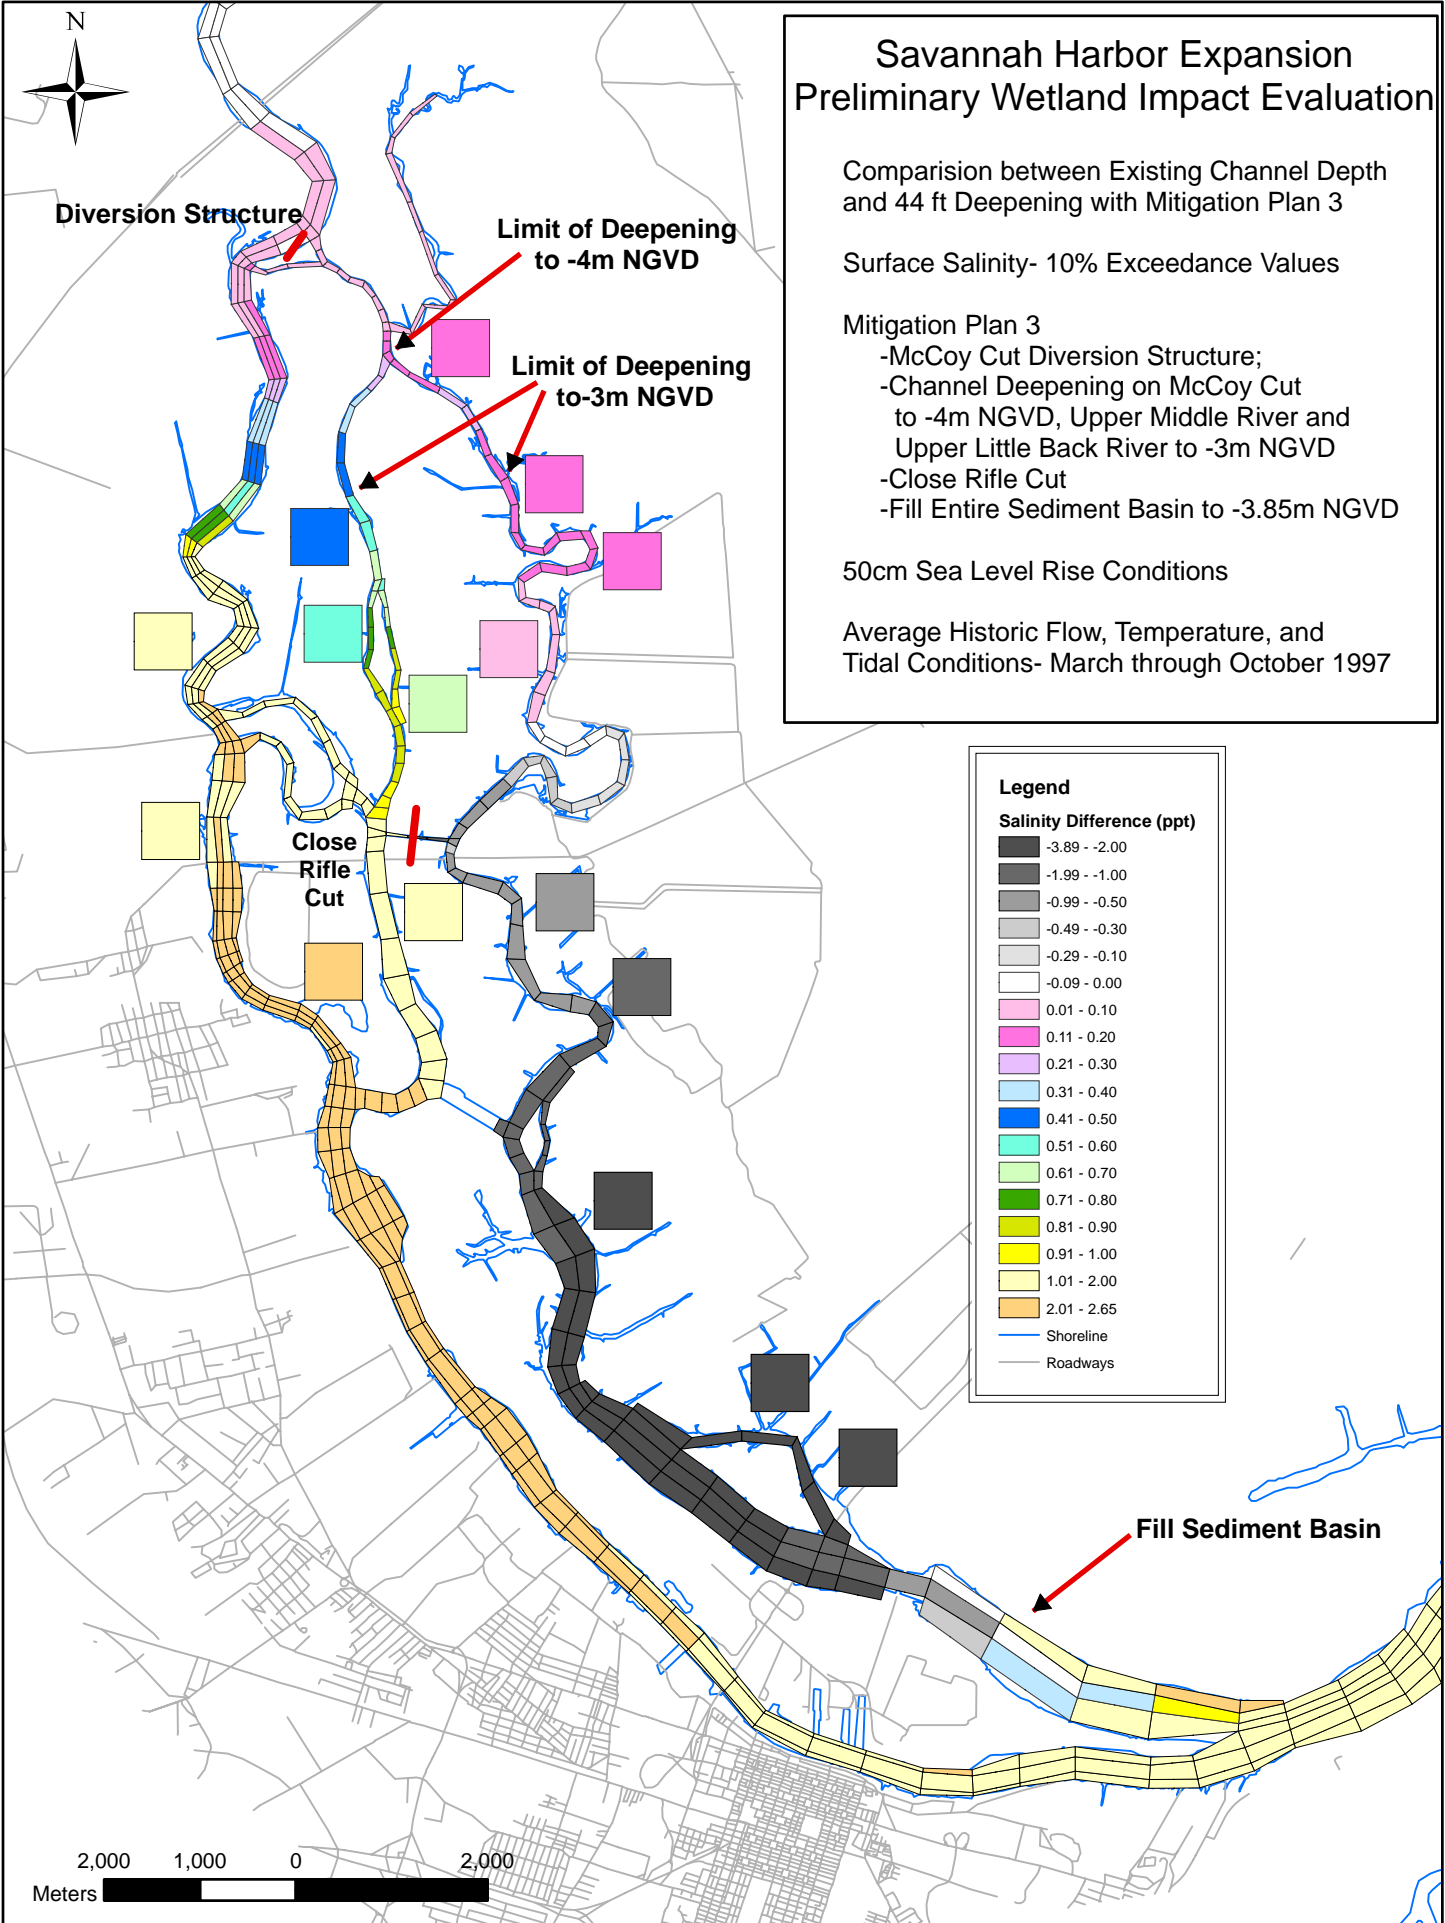 N
Savannah Harbor Expansion
Preliminary Wetland Impact Evaluation
Comparision between Existing Channel Depth
and 44 ft Deepening with Mitigation Plan 3
Surface Salinity- 10% Exceedance Values
Mitigation Plan 3
-McCoy Cut Diversion Structure;
-Channel Deepening on McCoy Cut
to -4m NGVD, Upper Middle River and
Upper Little Back River to -3m NGVD
-Close Rifle Cut
-Fill Entire Sediment Basin to -3.85m NGVD
50cm Sea Level Rise Conditions
Average Historic Flow, Temperature, and
Tidal Conditions- March through October 1997
Diversion Structure
Limit of Deepening
to -4m NGVD
Limit of Deepening
to-3m NGVD
Close
Rifle
Cut
Legend
Salinity Difference (ppt)
-3.89 - -2.00
-1.99 - -1.00
-0.99 - -0.50
-0.49 - -0.30
-0.29 - -0.10
-0.09 - 0.00
0.01 - 0.10
0.11 - 0.20
0.21 - 0.30
0.31 - 0.40
0.41 - 0.50
0.51 - 0.60
0.61 - 0.70
0.71 - 0.80
0.81 - 0.90
0.91 - 1.00
1.01 - 2.00
2.01 - 2.65
Shoreline
Roadways
Fill Sediment Basin
2,000 1,000 0 2,000
Meters